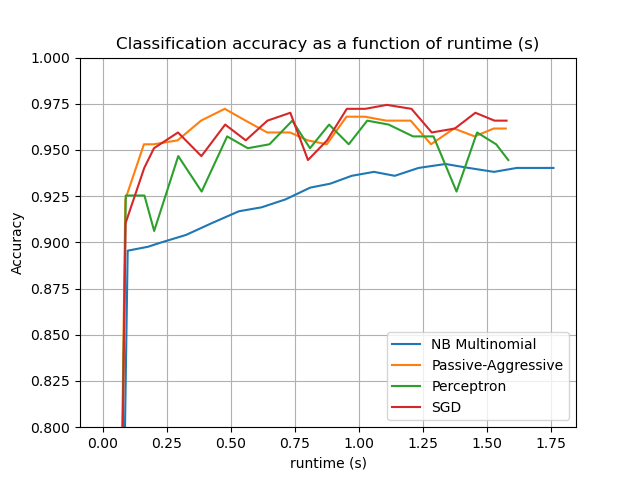 Classification accuracy as a function of runtime (s)
1.000
0.975
0.950
0.925
0.900
0.875
0.850
0.825
0.800
Accuracy
NB Multinomial
Passive-Aggressive
Perceptron
SGD
0.00 0.25 0.50 0.75 1.00 1.25 1.50 1.75
runtime (s)